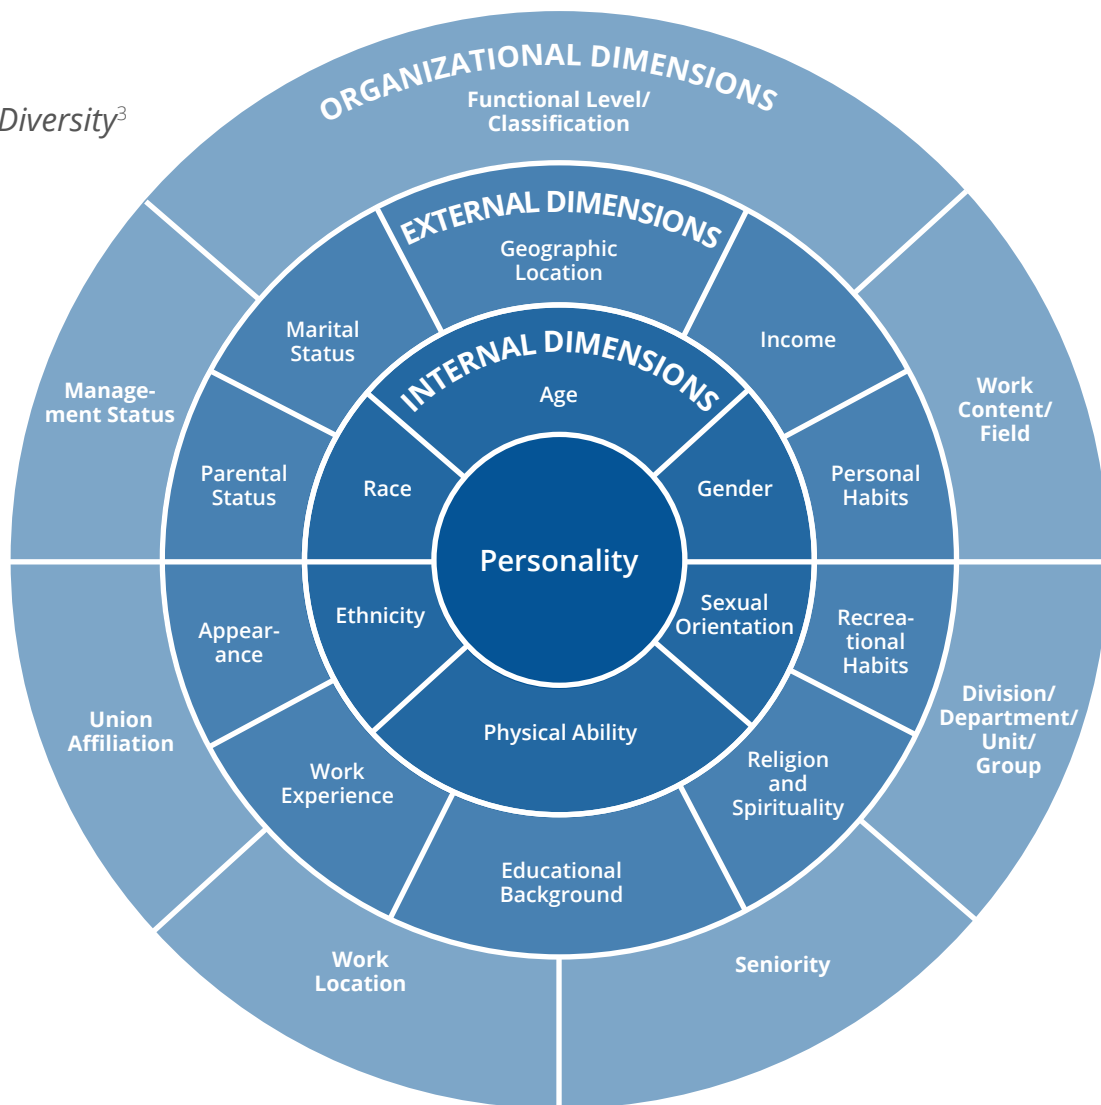 Diversity³
ORGANIZATIONAL DIMENSIONS
Functional Level/
Classification
EXTERNAL DIMENSIONS
Geographic
Location
Marital
Status
Income
INTERNAL DIMENSIONS
Age
Manage-
ment Status
Work
Content/
Field
Parental
Status
Race
Gender
Personal
Habits
Personality
Appear-
ance
Ethnicity
Sexual
Orientation
Recrea-
tional
Habits
Union
Affiliation
Division/
Department/
Unit/
Group
Physical Ability
Work
Experience
Religion
and
Spirituality
Educational
Background
Work
Location
Seniority